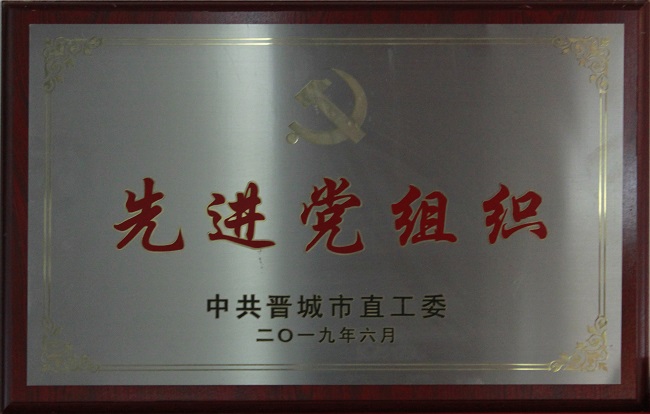 先进党组织
中共晋城市直工委
二〇一九年六月